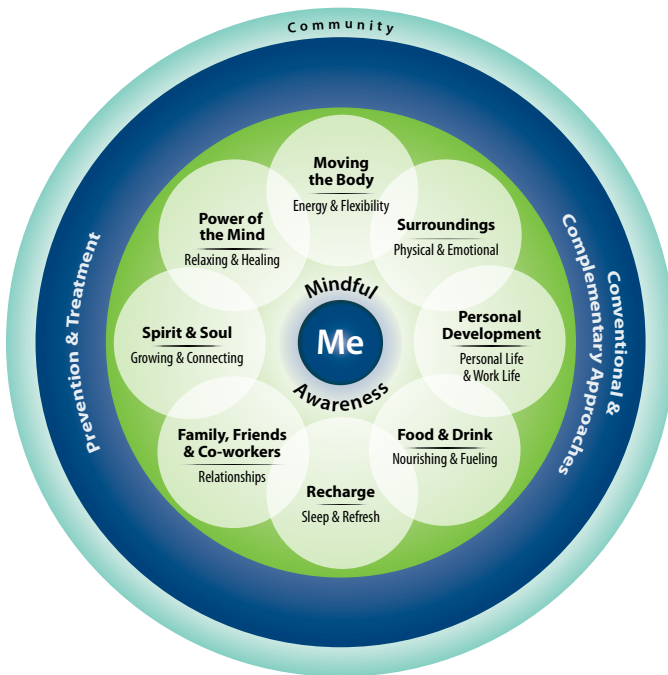 Community
Prevention & Treatment
Conventional &
Complementary Approaches
Moving
the Body
Energy & Flexibility
Surroundings
Physical & Emotional
Personal
Development
Personal Life
& Work Life
Food & Drink
Nourishing & Fueling
Recharge
Sleep & Refresh
Family, Friends
& Co-workers
Relationships
Spirit & Soul
Growing & Connecting
Power of
the Mind
Relaxing & Healing
Mindful
Me
Awareness